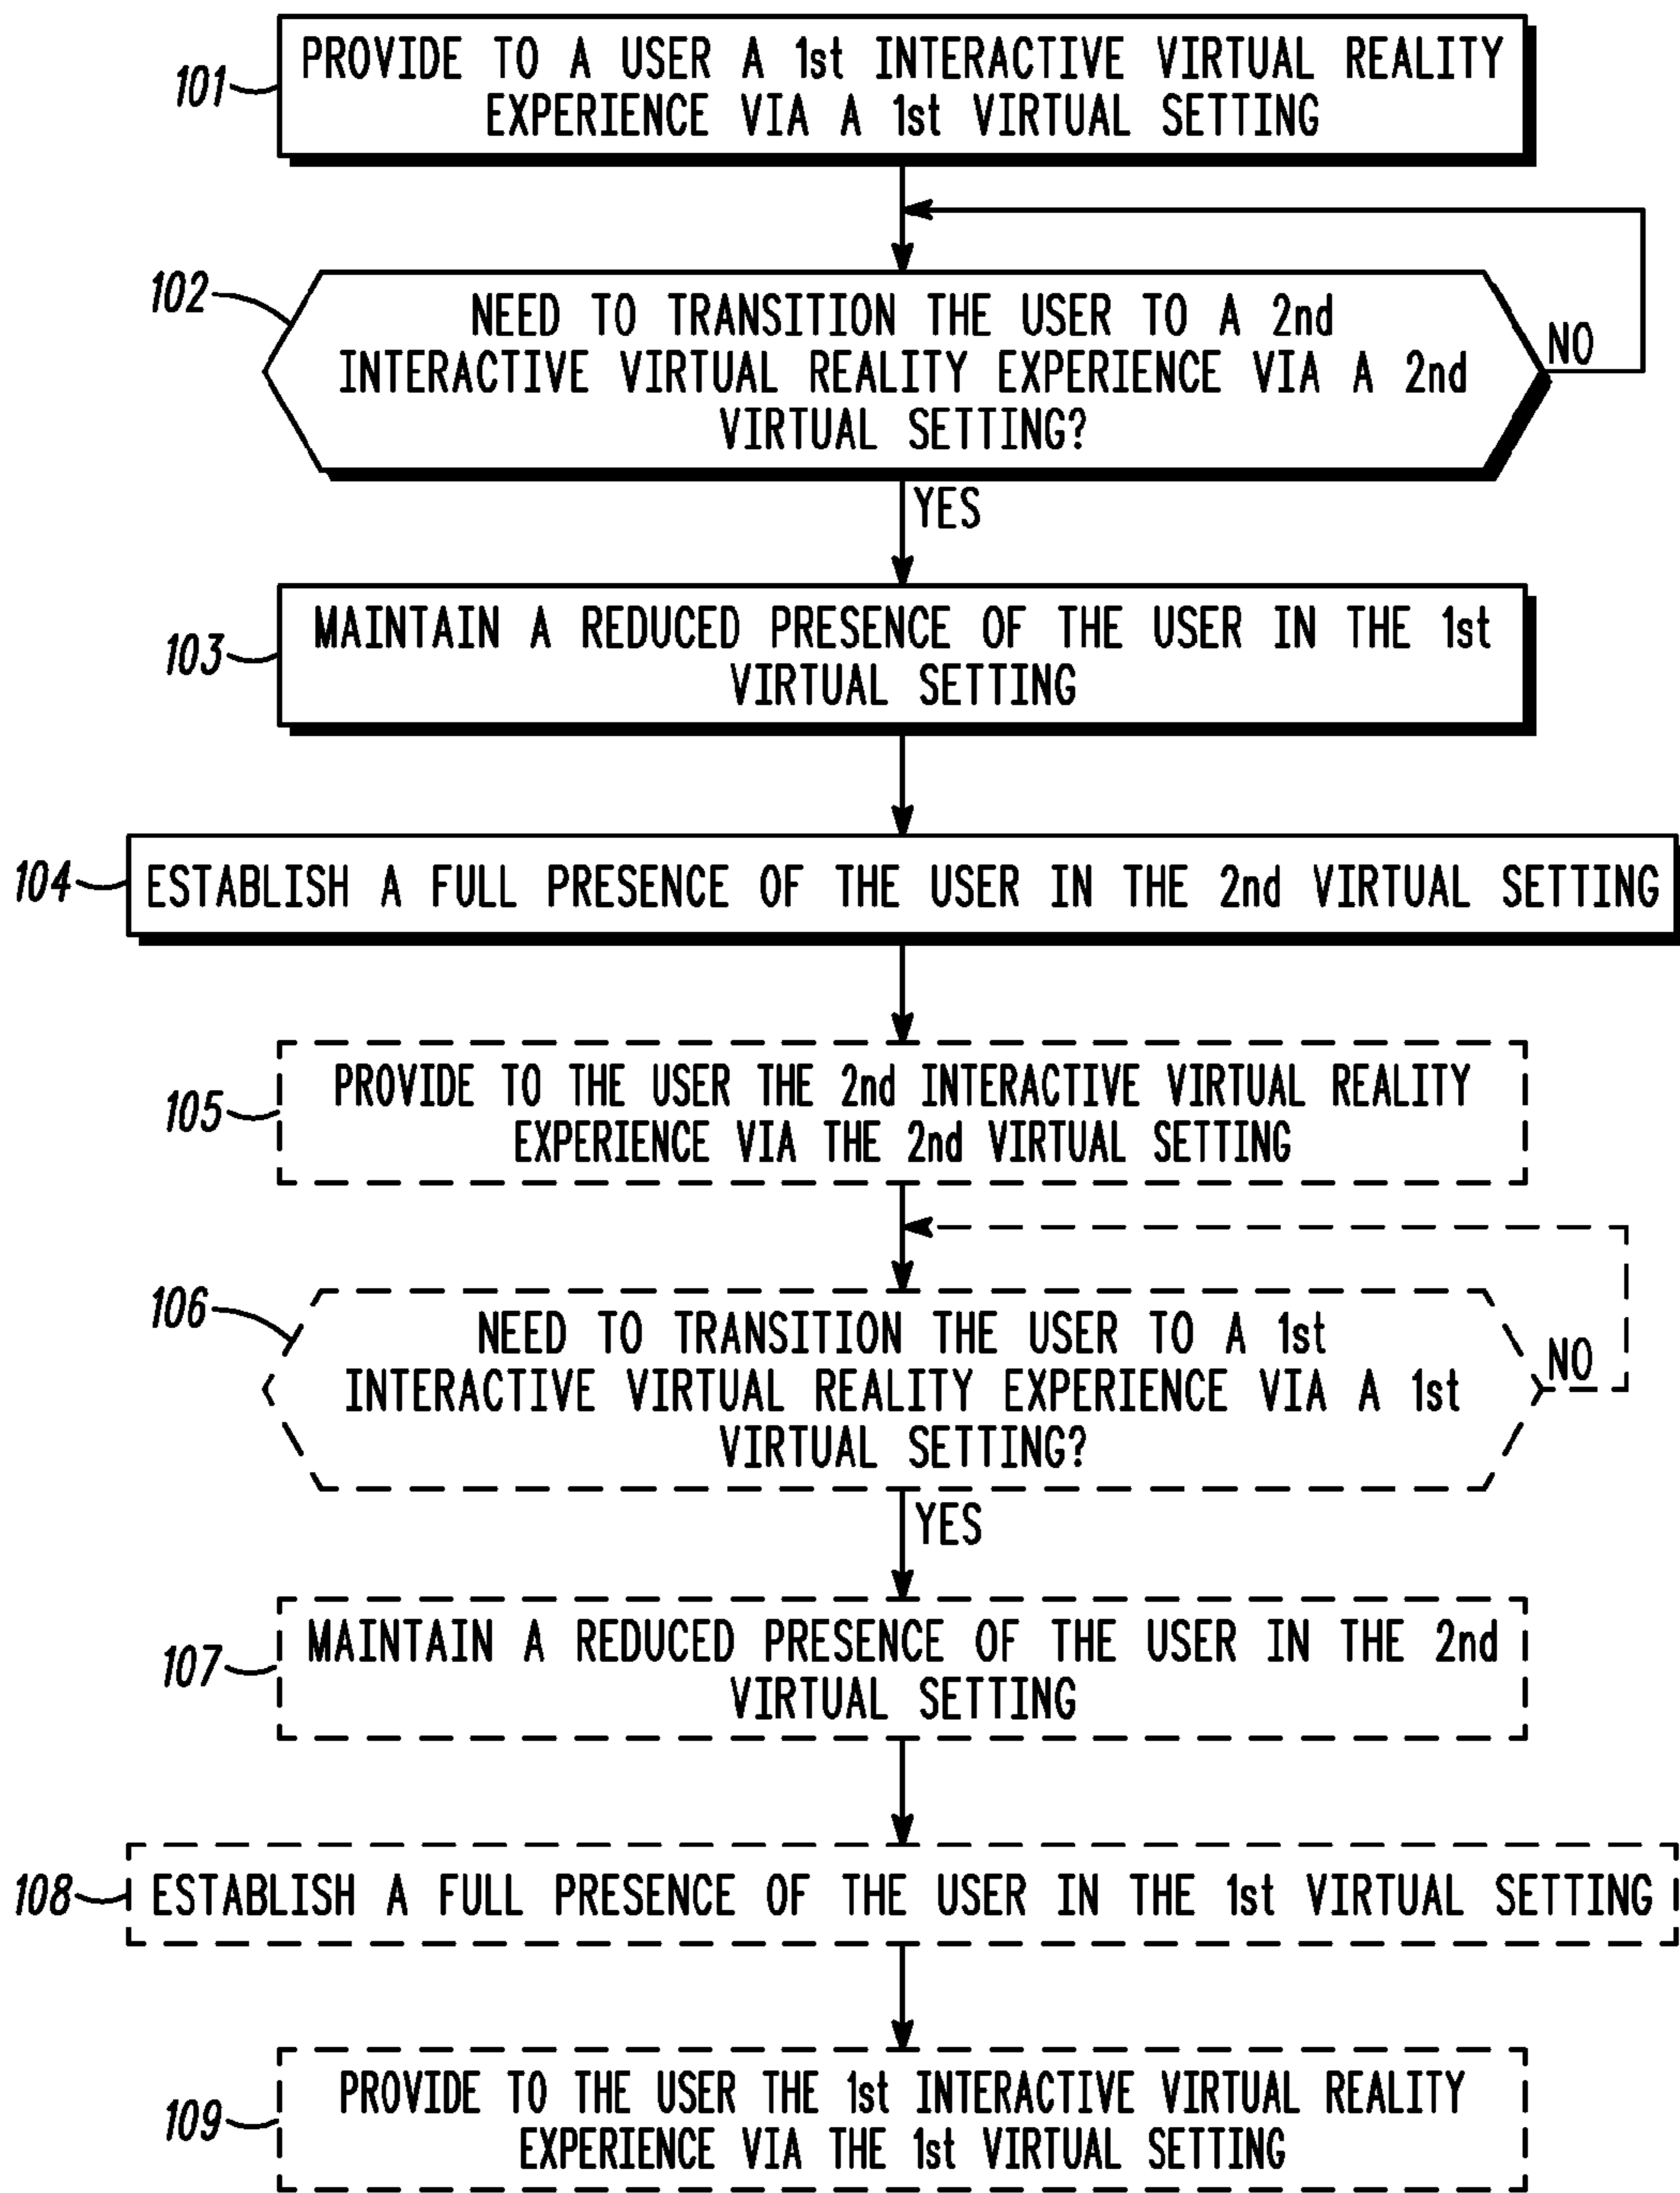 101
PROVIDE TO A USER A 1st INTERACTIVE VIRTUAL REALITY
EXPERIENCE VIA A 1st VIRTUAL SETTING
102
NEED TO TRANSITION THE USER TO A 2nd
INTERACTIVE VIRTUAL REALITY EXPERIENCE VIA A 2nd
VIRTUAL SETTING?
NO
YES
103
MAINTAIN A REDUCED PRESENCE OF THE USER IN THE 1st
VIRTUAL SETTING
104
ESTABLISH A FULL PRESENCE OF THE USER IN THE 2nd VIRTUAL SETTING
105
PROVIDE TO THE USER THE 2nd INTERACTIVE VIRTUAL REALITY
EXPERIENCE VIA THE 2nd VIRTUAL SETTING
106
NEED TO TRANSITION THE USER TO A 1st
INTERACTIVE VIRTUAL REALITY EXPERIENCE VIA A 1st
VIRTUAL SETTING?
NO
YES
107
MAINTAIN A REDUCED PRESENCE OF THE USER IN THE 2nd
VIRTUAL SETTING
108
ESTABLISH A FULL PRESENCE OF THE USER IN THE 1st VIRTUAL SETTING
109
PROVIDE TO THE USER THE 1st INTERACTIVE VIRTUAL REALITY
EXPERIENCE VIA THE 1st VIRTUAL SETTING